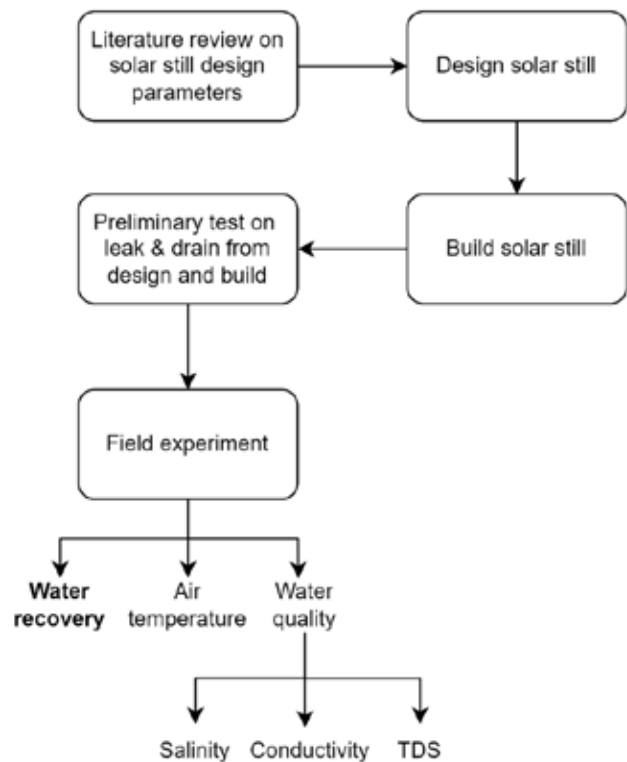 Literature review on
solar still design
parameters
Design solar still
Preliminary test on
leak & drain from
design and build
Build solar still
Field experiment
Water
recovery
Air
temperature
Water
quality
Salinity
Conductivity
TDS